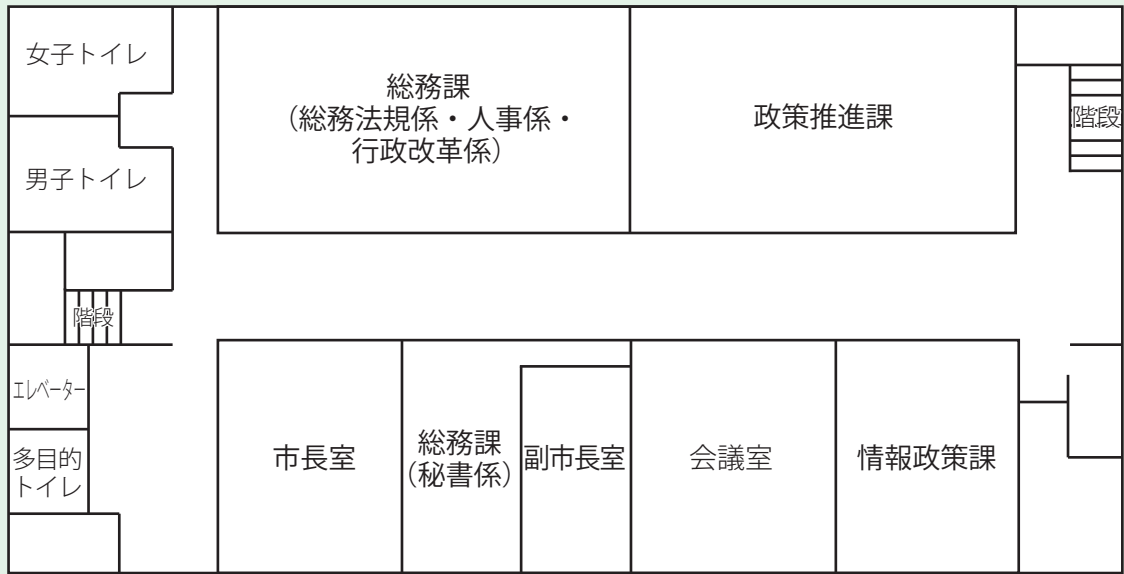 女子トイレ
総務課
（総務法規係・人事係・
行政改革係）
政策推進課
階段
男子トイレ
階段
エレベーター
多目的
トイレ
市長室
総務課
（秘書係）
副市長室
会議室
情報政策課